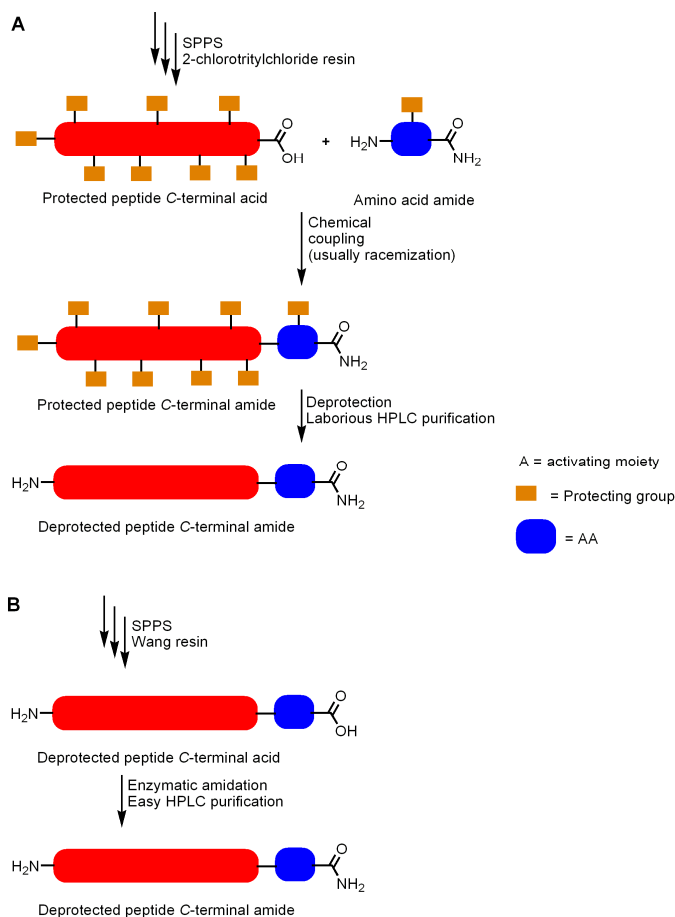 A
SPPS
2-chlorotritylchloride resin
O
OH
+
H2N
O
NH2
Protected peptide C-terminal acid
Amino acid amide
Chemical
coupling
(usually racemization)
O
NH2
Protected peptide C-terminal amide
Deprotection
Laborious HPLC purification
H2N
O
NH2
Deprotected peptide C-terminal amide
A = activating moiety
= Protecting group
= AA
B
SPPS
Wang resin
H2N
O
OH
Deprotected peptide C-terminal acid
Enzymatic amidation
Easy HPLC purification
H2N
O
NH2
Deprotected peptide C-terminal amide